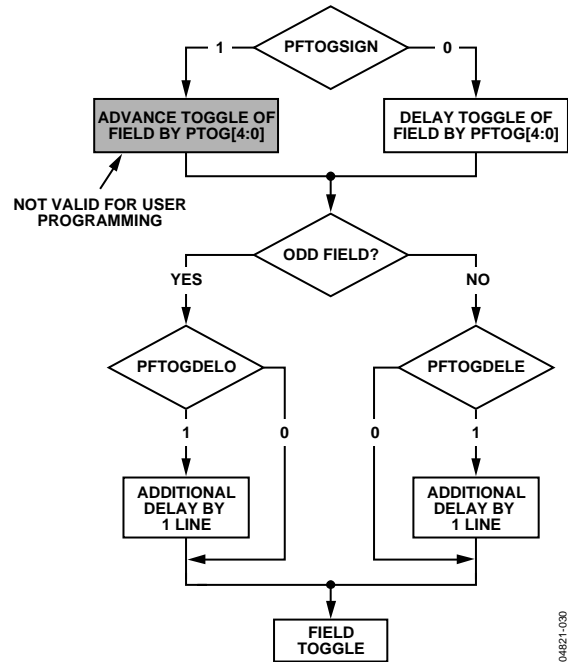 PFTOGSIGN
1
0
ADVANCE TOGGLE OF
FIELD BY PTOG[4:0]
DELAY TOGGLE OF
FIELD BY PFTOG[4:0]
NOT VALID FOR USER
PROGRAMMING
ODD FIELD?
YES
NO
PFTOGDELO
PFTOGDELE
1
0
0
1
ADDITIONAL
DELAY BY
1 LINE
ADDITIONAL
DELAY BY
1 LINE
FIELD
TOGGLE
04821-030